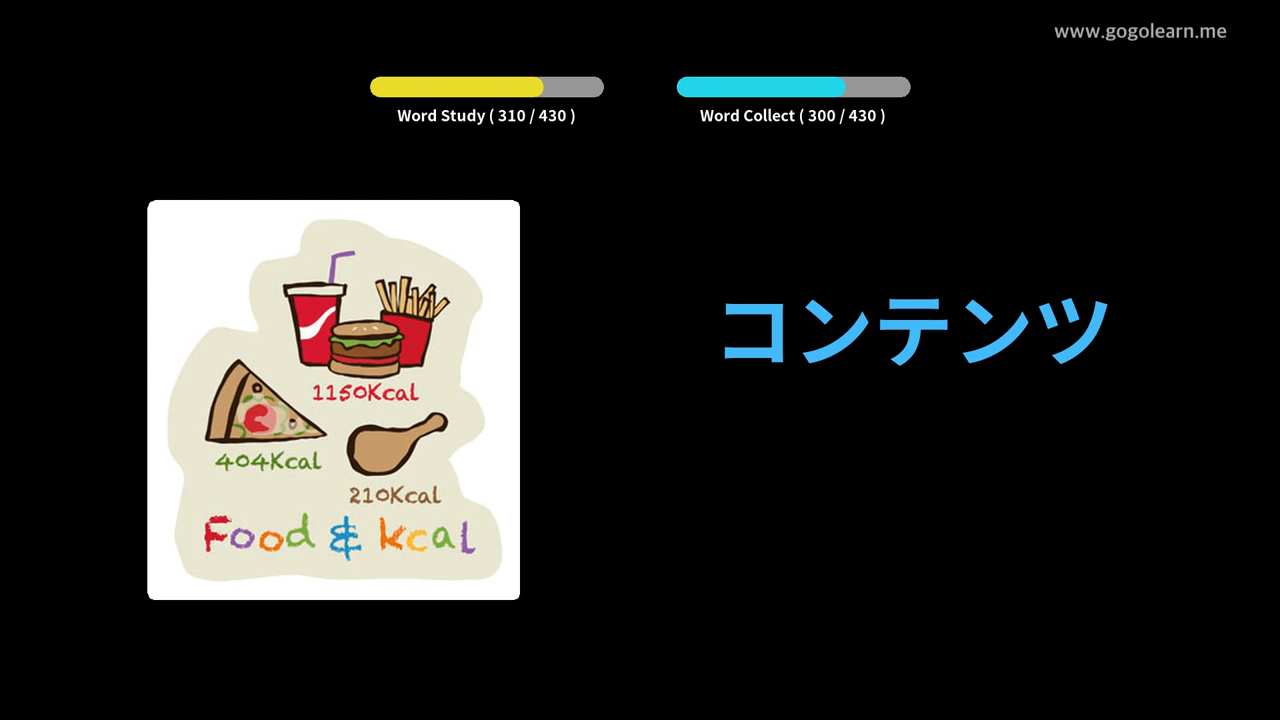 www.gogolearn.me
Word Study ( 310 / 430 )
Word Collect ( 300 / 430 )
コンテンツ
1150Kcal
404Kcal
210Kcal
Food & kcal